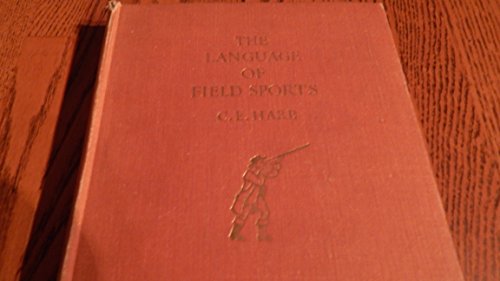 THE
LANGUAGE
OF
FIELD SPORTS
C. E. HARE